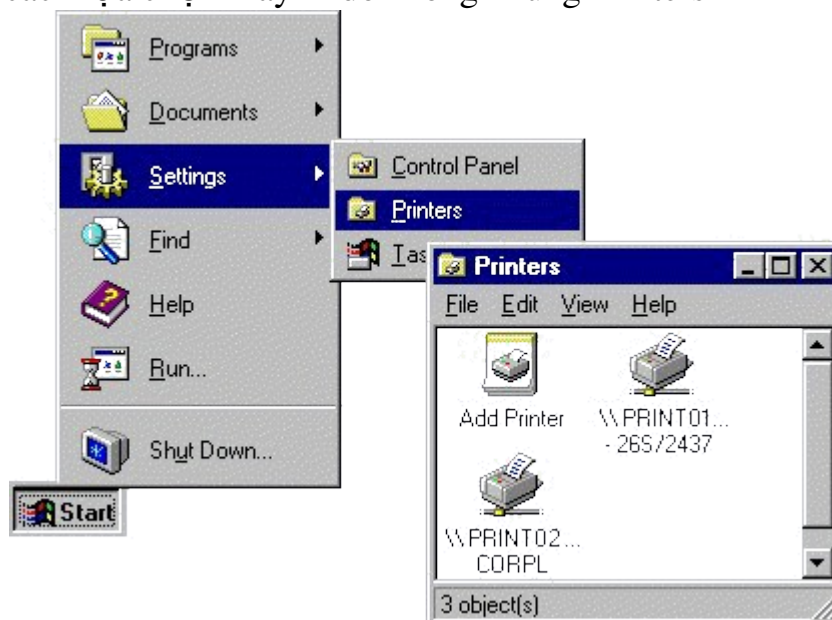 Programs
Documents
Settings
Find
Help
Run...
Shut Down...
Start
Control Panel
Printers
Printers
File Edit View Help
Add Printer
\\PRINT01...
- 26S/2437
\\PRINT02...
CORPL
3 object(s)